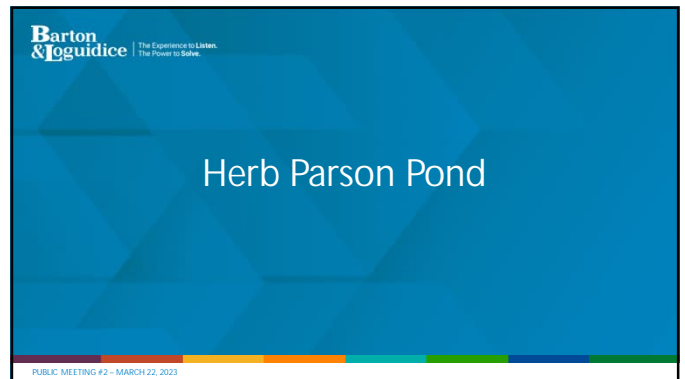 Barton
&Loguidice
The Experience to Listen.
The Power to Solve.
Herb Parson Pond
PUBLIC MEETING #2 – MARCH 22, 2023